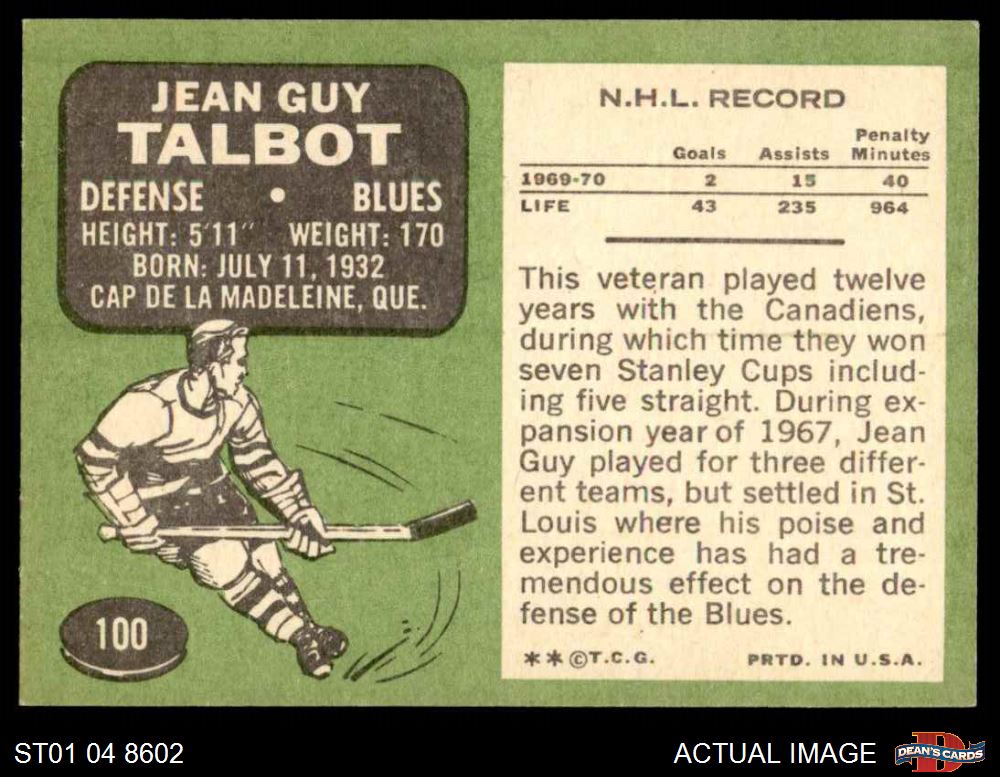 JEAN GUY
TALBOT
DEFENSE • BLUES
HEIGHT: 5'11" WEIGHT: 170
BORN: JULY 11, 1932
CAP DE LA MADELEINE, QUE.
100
N.H.L. RECORD
Goals Assists Penalty Minutes
1969-70 2 15 40
LIFE 43 235 964
This veteran played twelve
years with the Canadiens,
during which time they won
seven Stanley Cups includ-
ing five straight. During ex-
pansion year of 1967, Jean
Guy played for three differ-
ent teams, but settled in St.
Louis where his poise and
experience has had a tre-
mendous effect on the de-
fense of the Blues.
**©T.C.G. PRTD. IN U.S.A.
ST01 04 8602
ACTUAL IMAGE
D
DEAN'S CARDS